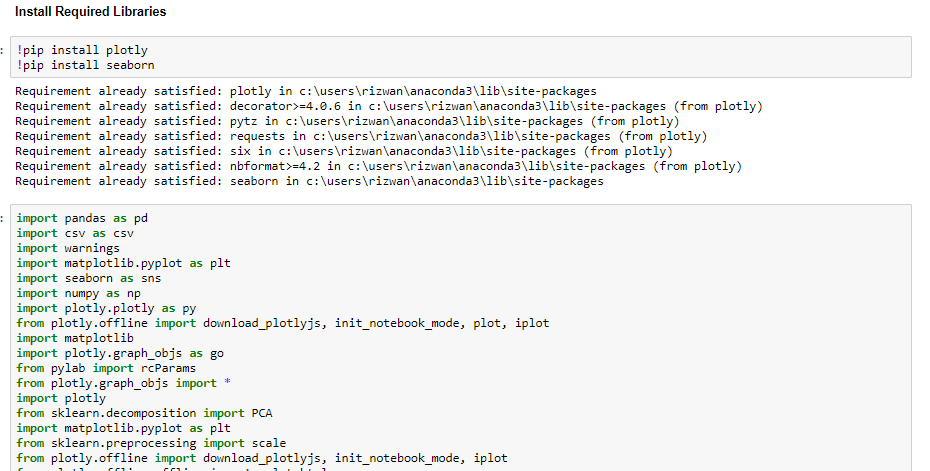 Install Required Libraries
!pip install plotly
!pip install seaborn
Requirement already satisfied: plotly in c:\users\rizwan\anaconda3\lib\site-packages
Requirement already satisfied: decorator>=4.0.6 in c:\users\rizwan\anaconda3\lib\site-packages (from plotly)
Requirement already satisfied: pytz in c:\users\rizwan\anaconda3\lib\site-packages (from plotly)
Requirement already satisfied: requests in c:\users\rizwan\anaconda3\lib\site-packages (from plotly)
Requirement already satisfied: six in c:\users\rizwan\anaconda3\lib\site-packages (from plotly)
Requirement already satisfied: nbformat>=4.2 in c:\users\rizwan\anaconda3\lib\site-packages (from plotly)
Requirement already satisfied: seaborn in c:\users\rizwan\anaconda3\lib\site-packages
import pandas as pd
import csv as csv
import warnings
import matplotlib.pyplot as plt
import seaborn as sns
import numpy as np
import plotly.plotly as py
from plotly.offline import download_plotlyjs, init_notebook_mode, plot, iplot
import matplotlib
import plotly.graph_objs as go
from pylab import rcParams
from plotly.graph_objs import *
import plotly
from sklearn.decomposition import PCA
import matplotlib.pyplot as plt
from sklearn.preprocessing import scale
from plotly.offline import download_plotlyjs, init_notebook_mode, iplot